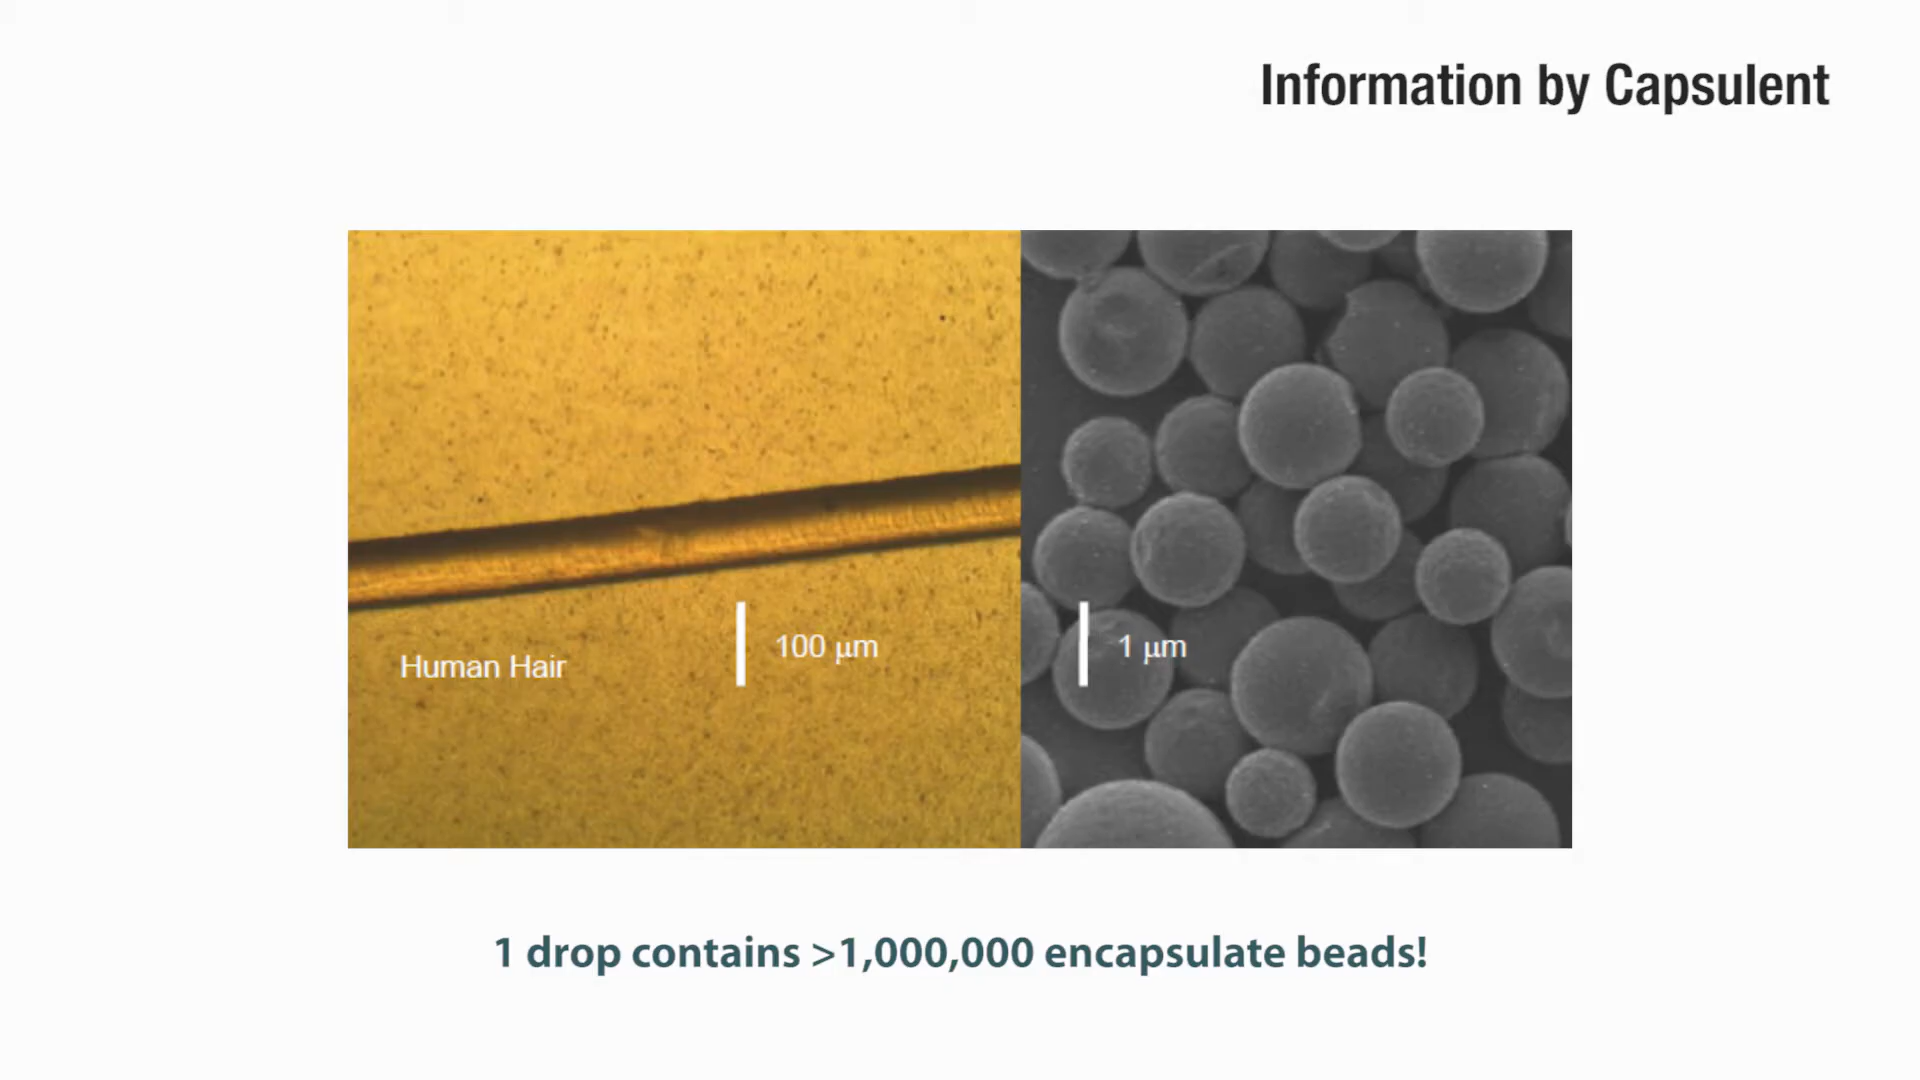 Information by Capsulent
Human Hair
100 µm
1 µm
1 drop contains >1,000,000 encapsulate beads!